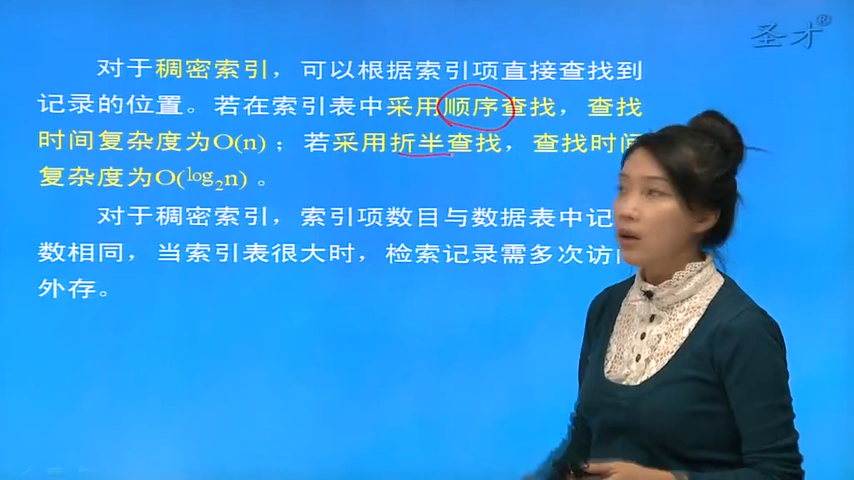 圣才®
对于稠密索引，可以根据索引项直接查找到
记录的位置。若在索引表中采用顺序查找，查找
时间复杂度为O(n)；若采用折半查找，查找时间
复杂度为O(log₂n)。
对于稠密索引，索引项数目与数据表中记
数相同，当索引表很大时，检索记录需多次访
外存。